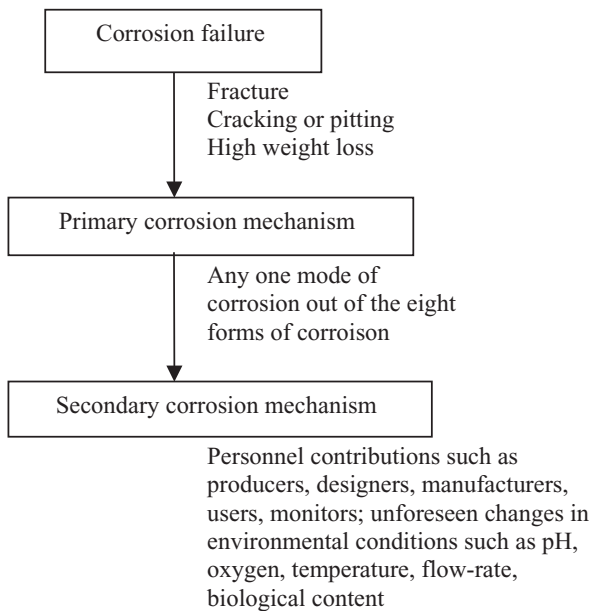 Corrosion failure
Fracture
Cracking or pitting
High weight loss
Primary corrosion mechanism
Any one mode of
corrosion out of the eight
forms of corroison
Secondary corrosion mechanism
Personnel contributions such as
producers, designers, manufacturers,
users, monitors; unforeseen changes in
environmental conditions such as pH,
oxygen, temperature, flow-rate,
biological content